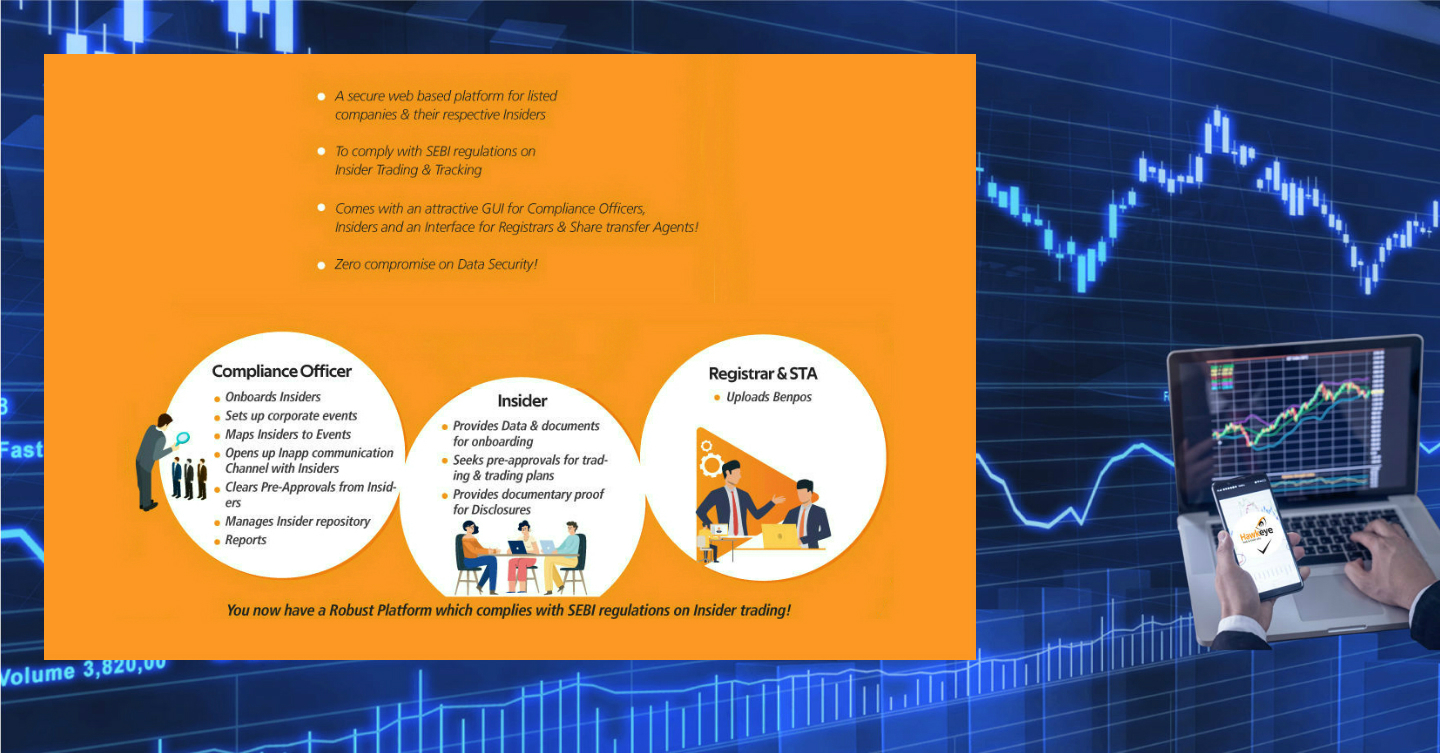 A secure web based platform for listed
companies & their respective Insiders
To comply with SEBI regulations on
Insider Trading & Tracking
Comes with an attractive GUI for Compliance Officers,
Insiders and an Interface for Registrars & Share transfer Agents!
Zero compromise on Data Security!
Compliance Officer
Onboards Insiders
Sets up corporate events
Maps Insiders to Events
Opens up Inapp communication
Channel with Insiders
Clears Pre-Approvals from Insid-
ers
Manages Insider repository
Reports
Insider
Provides Data & documents
for onboarding
Seeks pre-approvals for trad-
ing & trading plans
Provides documentary proof
for Disclosures
Registrar & STA
Uploads Benpos
You now have a Robust Platform which complies with SEBI regulations on Insider trading!
Hawkeye
Fast
Volume 3,820,00